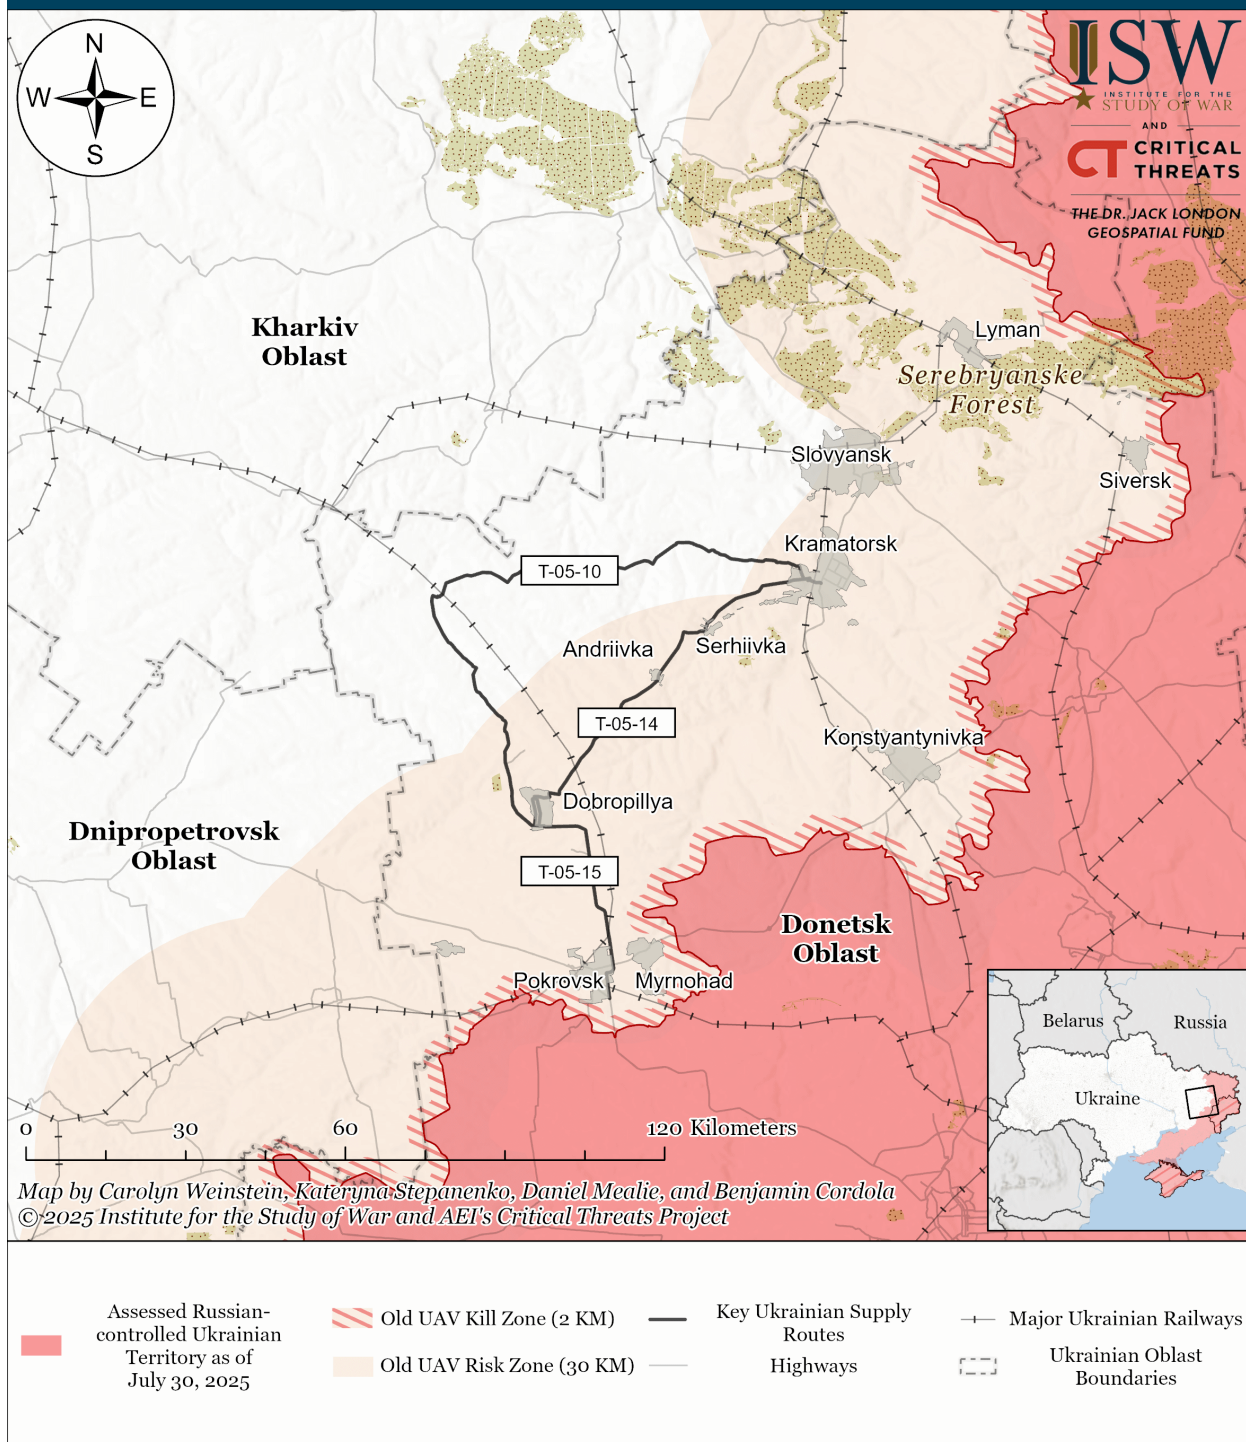 N
W
E
S
ISW
INSTITUTE FOR THE
STUDY OF WAR
AND
CT CRITICAL
THREATS
THE DR. JACK LONDON
GEOSPATIAL FUND
Kharkiv
Oblast
Lyman
Serebryanske
Forest
Slovyansk
Siversk
Kramatorsk
T-05-10
Andriivka
Serhiivka
T-05-14
Konstyantynivka
Dobropillya
Dnipropetrovsk
Oblast
T-05-15
Donetsk
Oblast
Pokrovsk
Myrnohad
Belarus
Russia
Ukraine
0
30
60
120 Kilometers
Map by Carolyn Weinstein, Kateryna Stepanenko, Daniel Mealie, and Benjamin Cordola
© 2025 Institute for the Study of War and AEI's Critical Threats Project
Assessed Russian-
controlled Ukrainian
Territory as of
July 30, 2025
Old UAV Kill Zone (2 KM)
Old UAV Risk Zone (30 KM)
Key Ukrainian Supply
Routes
Highways
Major Ukrainian Railways
Ukrainian Oblast
Boundaries